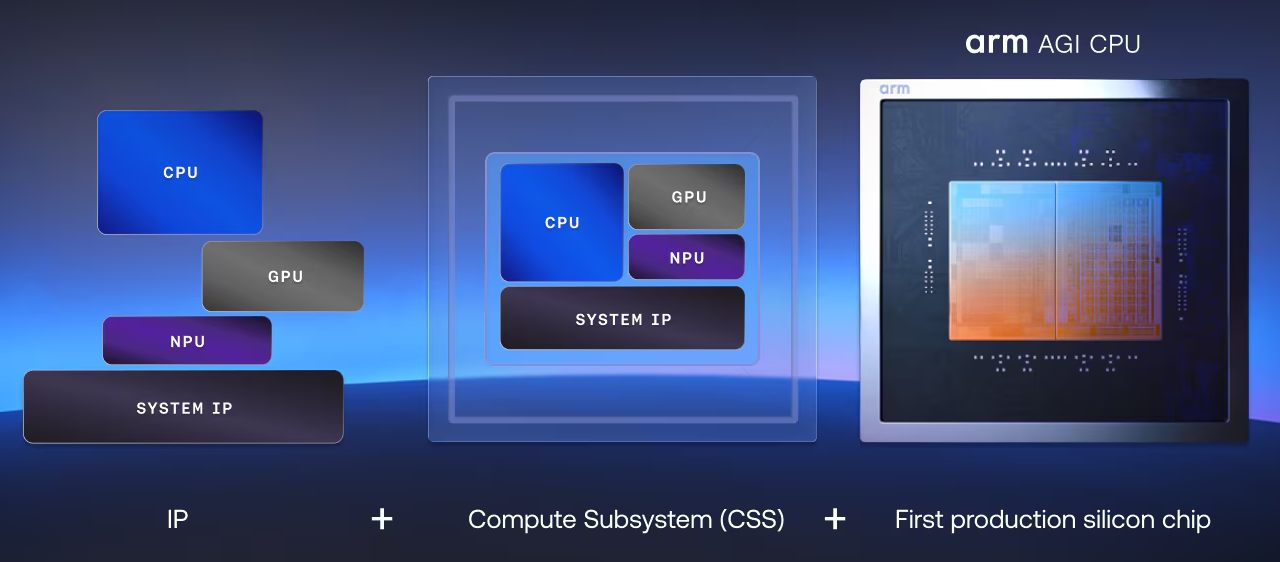 arm AGI CPU
CPU
GPU
NPU
SYSTEM IP
CPU
GPU
NPU
SYSTEM IP
arm
IP + Compute Subsystem (CSS) + First production silicon chip